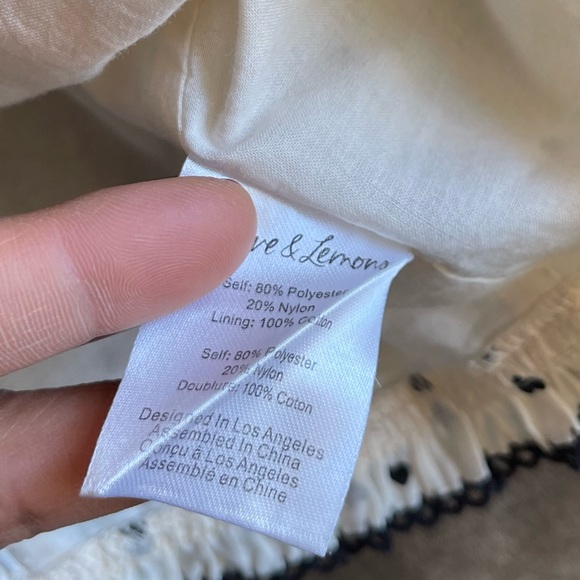 & Lemons
Self: 80% Polyester
20% Nylon
Lining: 100% Cotton
Self: 80% Polyester
20% Nylon
Doublure: 100% Coton
Designed In Los Angeles
Assembled In China
Conçu à Los Angeles
Assemblé en Chine